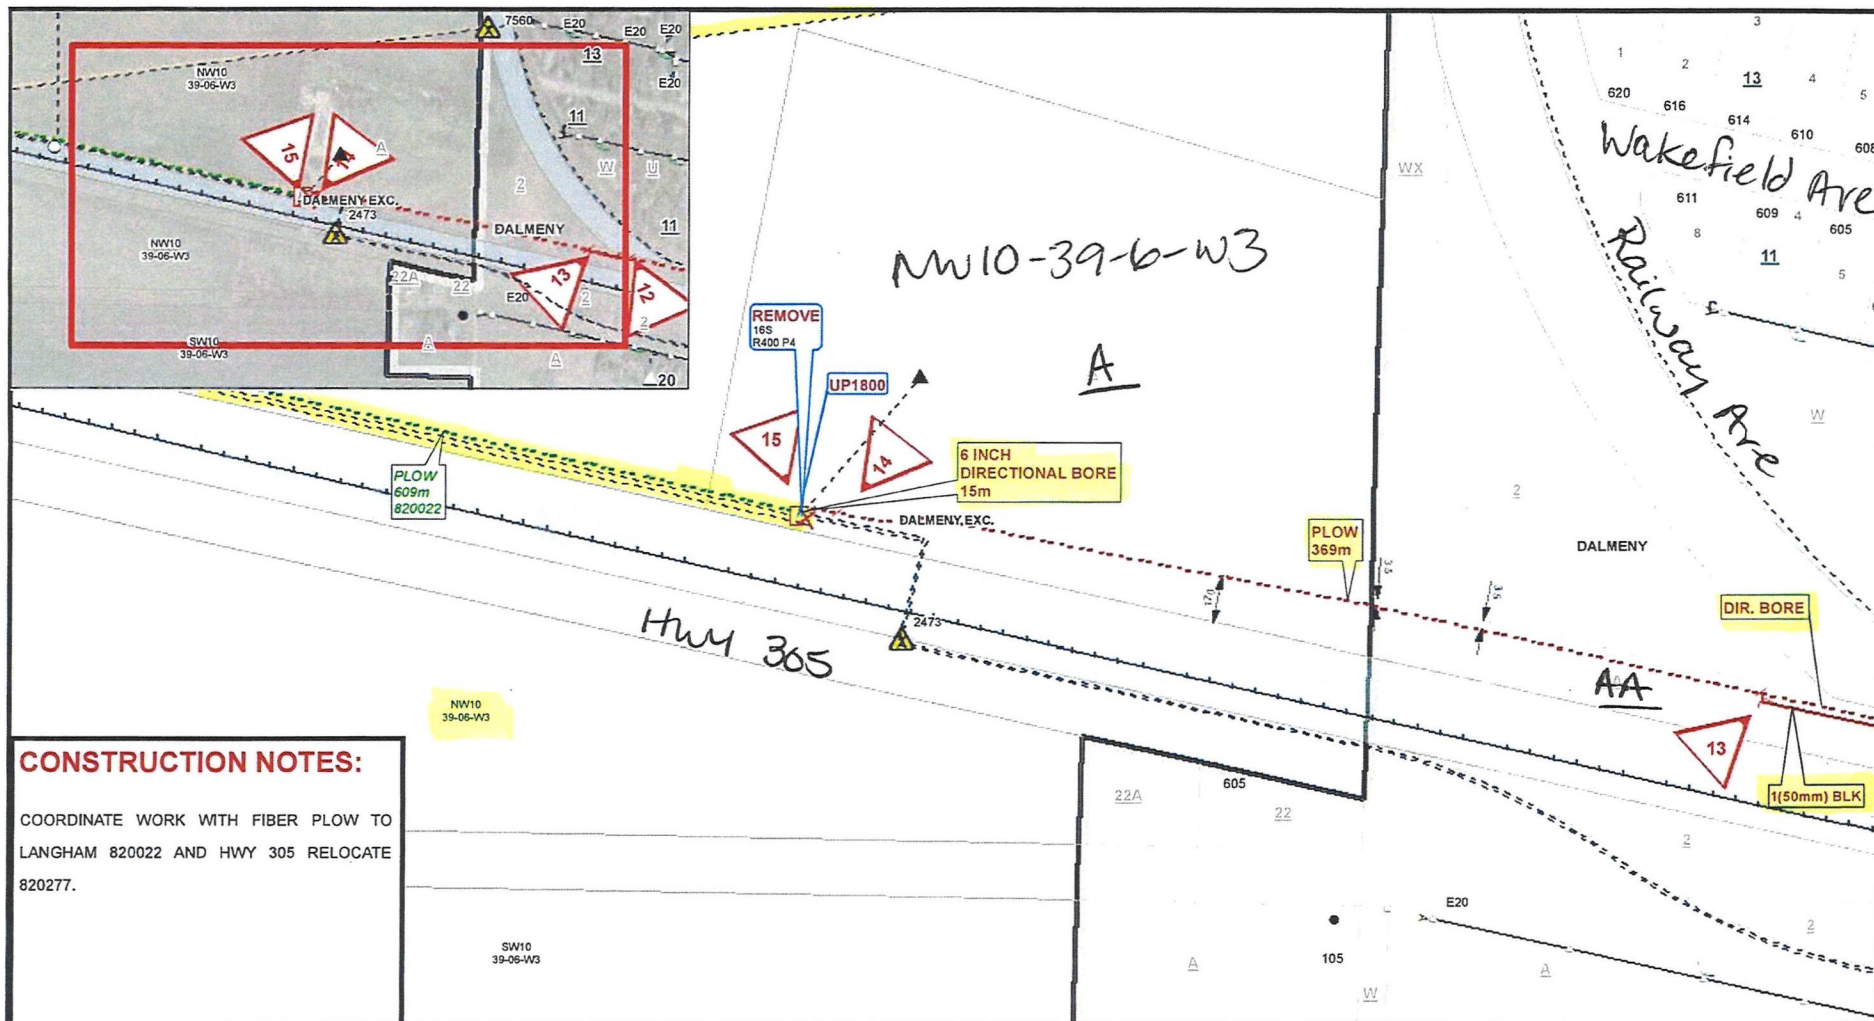 7560
E20
E20
E20
E20
13
NW10
39-06-W3
11
15
14
A
W
U
2
DALMENY EXC.
2473
DALMENY
11
NW10
39-06-W3
22A
22
E20
13
2
12
2
SW10
39-06-W3
A
A
20
3
1
2
13
4
5
620
616
614
610
608
Wakefield Ave
WX
611
609
4
605
8
11
5
NW10-39-6-W3
Railway Ave
REMOVE
16S
R400 P4
A
UP1800
W
15
14
6 INCH
DIRECTIONAL BORE
15m
PLOW
609m
820022
2
DALMENY EXC.
PLOW
369m
DALMENY
3.5
3.5
DIR. BORE
2473
Hwy 305
AA
NW10
39-06-W3
13
1(50mm) BLK
605
22A
22
2
CONSTRUCTION NOTES:
COORDINATE WORK WITH FIBER PLOW TO
LANGHAM 820022 AND HWY 305 RELOCATE
820277.
E20
2
SW10
39-06-W3
105
A
A
W